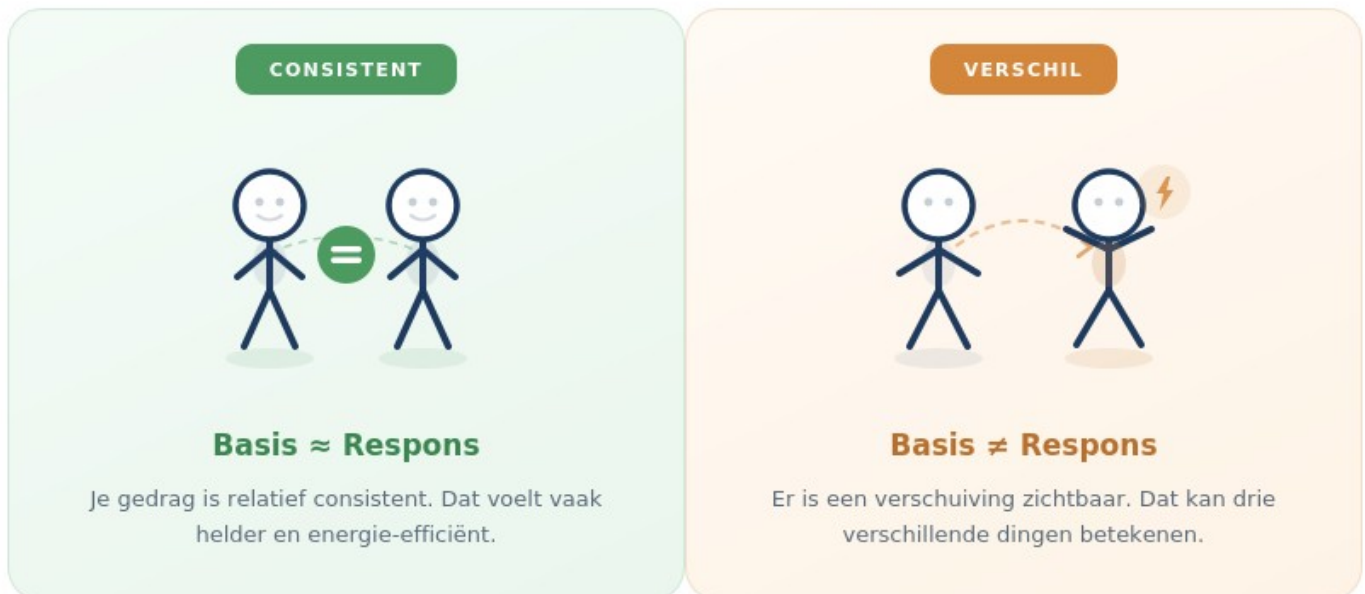 CONSISTENT
Basis ≈ Respons
Je gedrag is relatief consistent. Dat voelt vaak
helder en energie-efficiënt.
VERSCHIL
Basis ≠ Respons
Er is een verschuiving zichtbaar. Dat kan drie
verschillende dingen betekenen.